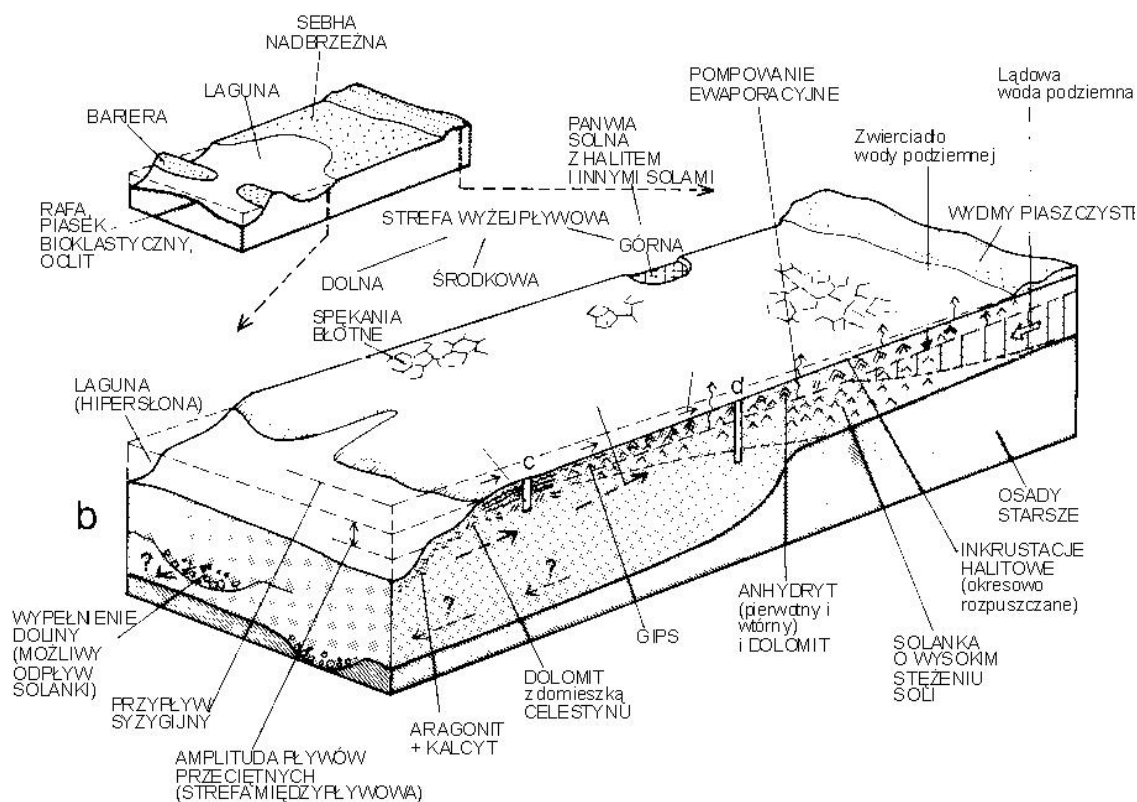 SEBHA
NADBRZEŻNA
LAGUNA
BARIERA
RAFA,
PIASEK
BIOKLASTYCZNY,
OOLIT
POMPOWANIE
EWAPORACYJNE
Lądowa
woda podziemna
PANWIA
SOLNA
Z HALITEM
I INNYMI SOLAMI
Zwierciadło
wody podziemnej
WYDMY PIASZCZYSTE
STREFA WYŻEJPŁYWOWA
GÓRNA
ŚRODKOWA
DOLNA
SPĘKANIA
BŁOTNE
LAGUNA
(HIPERSŁONA)
b
c
d
?
?
?
WYPEŁNIENIE
DOLINY
(MOŻLIWY
ODPŁYW
SOLANKI)
PRZYPŁYW
SYZYGIJNY
AMPLITUDA PŁYWÓW
PRZECIĘTNYCH
(STREFA MIĘDZYPŁYWOWA)
ARAGONIT
+ KALCYT
DOLOMIT
z domieszką
CELESTYNU
GIPS
ANHYDRYT
(pierwotny i
wtórny)
i DOLOMIT
SOLANKA
O WYSOKIM
STĘŻENIU
SOLI
INKRUSTACJE
HALITOWE
(okresowo
rozpuszczane)
OSADY
STARSZE